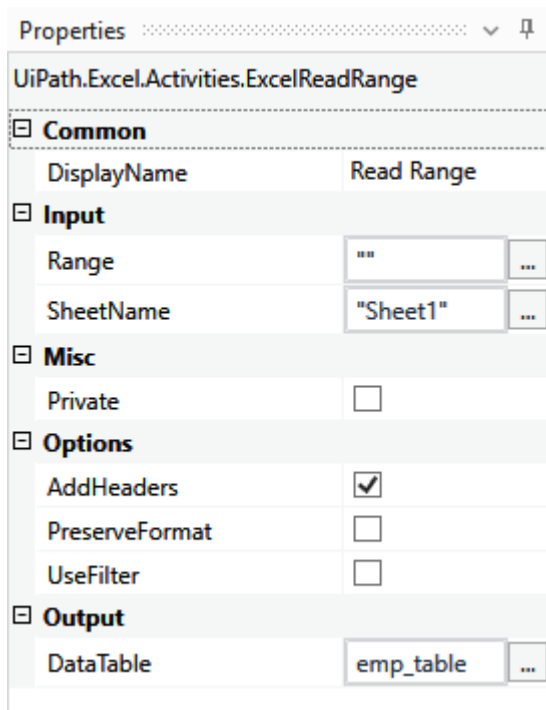 Properties
UiPath.Excel.Activities.ExcelReadRange
Common
DisplayName Read Range
Input
Range "" ...
SheetName "Sheet1" ...
Misc
Private
Options
AddHeaders
PreserveFormat
UseFilter
Output
DataTable emp_table ...